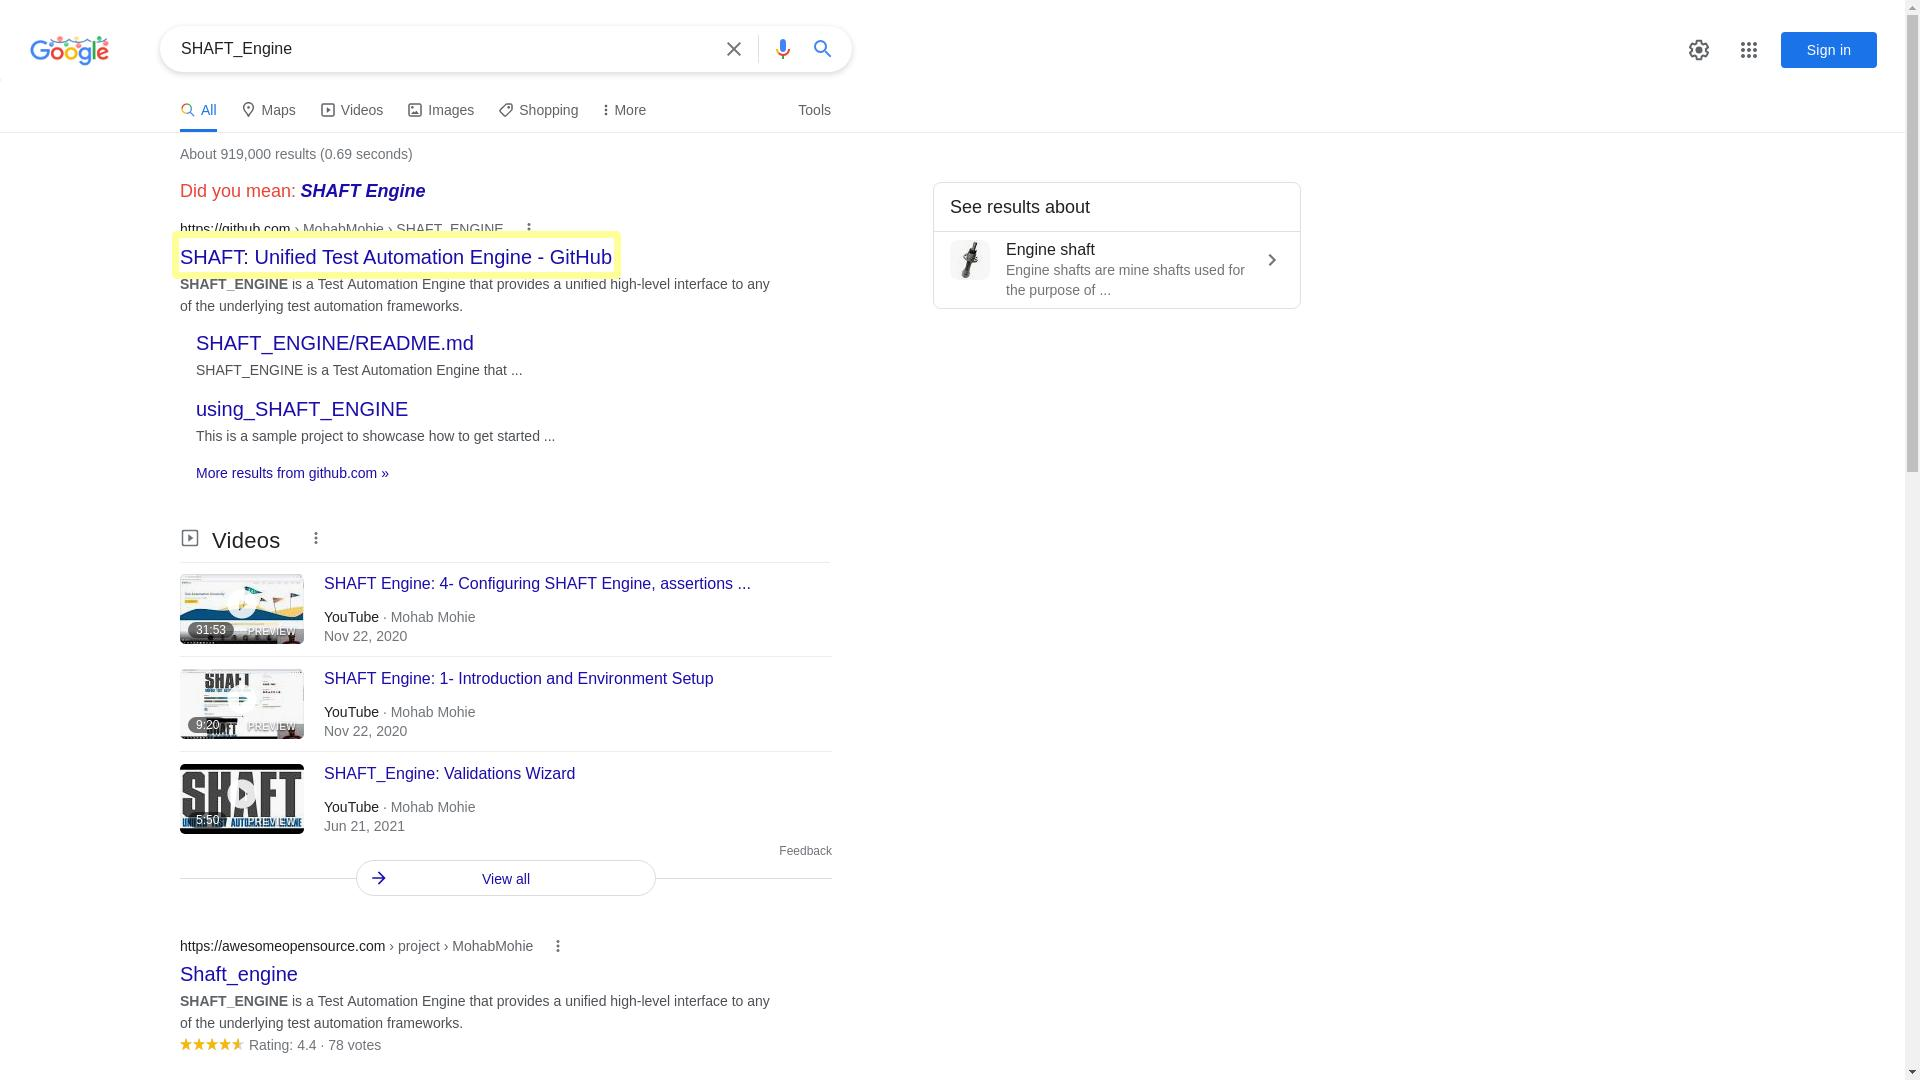 Google
SHAFT_Engine
Sign in
All
Maps
Videos
Images
Shopping
More
Tools
About 919,000 results (0.69 seconds)
Did you mean: SHAFT Engine
https://github.com › MohabMohie › SHAFT_ENGINE
SHAFT: Unified Test Automation Engine - GitHub
SHAFT_ENGINE is a Test Automation Engine that provides a unified high-level interface to any
of the underlying test automation frameworks.
SHAFT_ENGINE/README.md
SHAFT_ENGINE is a Test Automation Engine that ...
using_SHAFT_ENGINE
This is a sample project to showcase how to get started ...
More results from github.com »
See results about
Engine shaft
Engine shafts are mine shafts used for
the purpose of ...
Videos
SHAFT Engine: 4- Configuring SHAFT Engine, assertions ...
31:53
PREVIEW
YouTube · Mohab Mohie
Nov 22, 2020
SHAFT Engine: 1- Introduction and Environment Setup
SHAFT
9:20
PREVIEW
YouTube · Mohab Mohie
Nov 22, 2020
SHAFT_Engine: Validations Wizard
SHAFT
5:50
PREVIEW
YouTube · Mohab Mohie
Jun 21, 2021
Feedback
View all
https://awesomeopensource.com › project › MohabMohie
Shaft_engine
SHAFT_ENGINE is a Test Automation Engine that provides a unified high-level interface to any
of the underlying test automation frameworks.
Rating: 4.4 · 78 votes